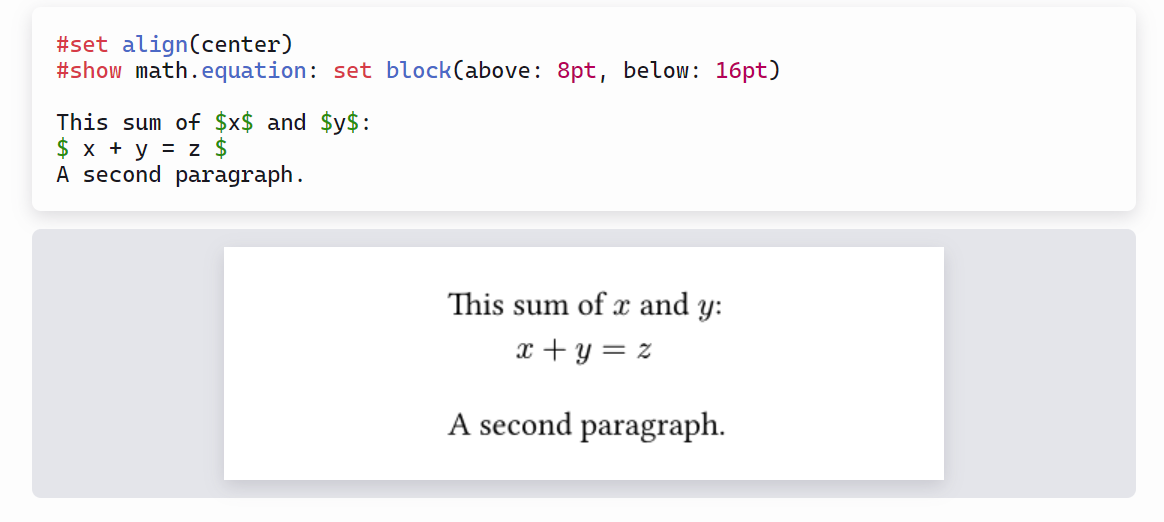 #set align(center)
#show math.equation: set block(above: 8pt, below: 16pt)
This sum of $x$ and $y$:
$ x + y = z $
A second paragraph.
This sum of x and y:
x + y = z
A second paragraph.